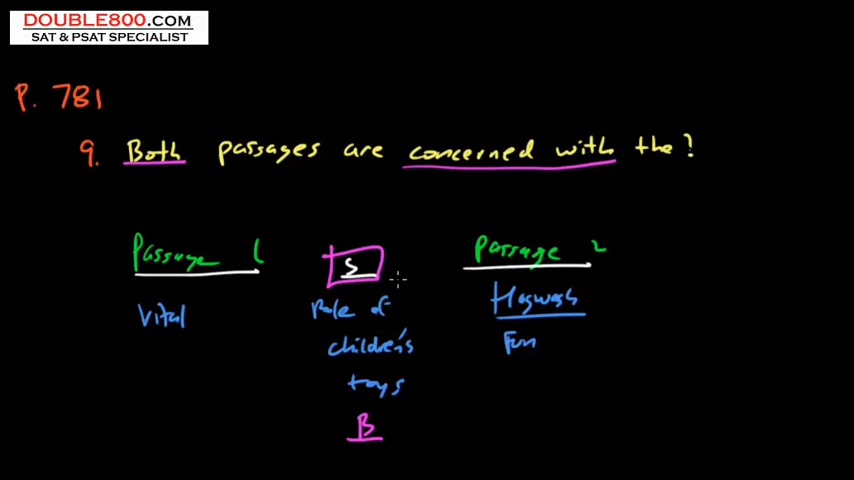 DOUBLE800.COM
SAT & PSAT SPECIALIST
P. 781
9. Both passages are concerned with the?
Passage 1
S
Passage 2
Vital
Role of
children's
toys
Hogwash
Fun
B